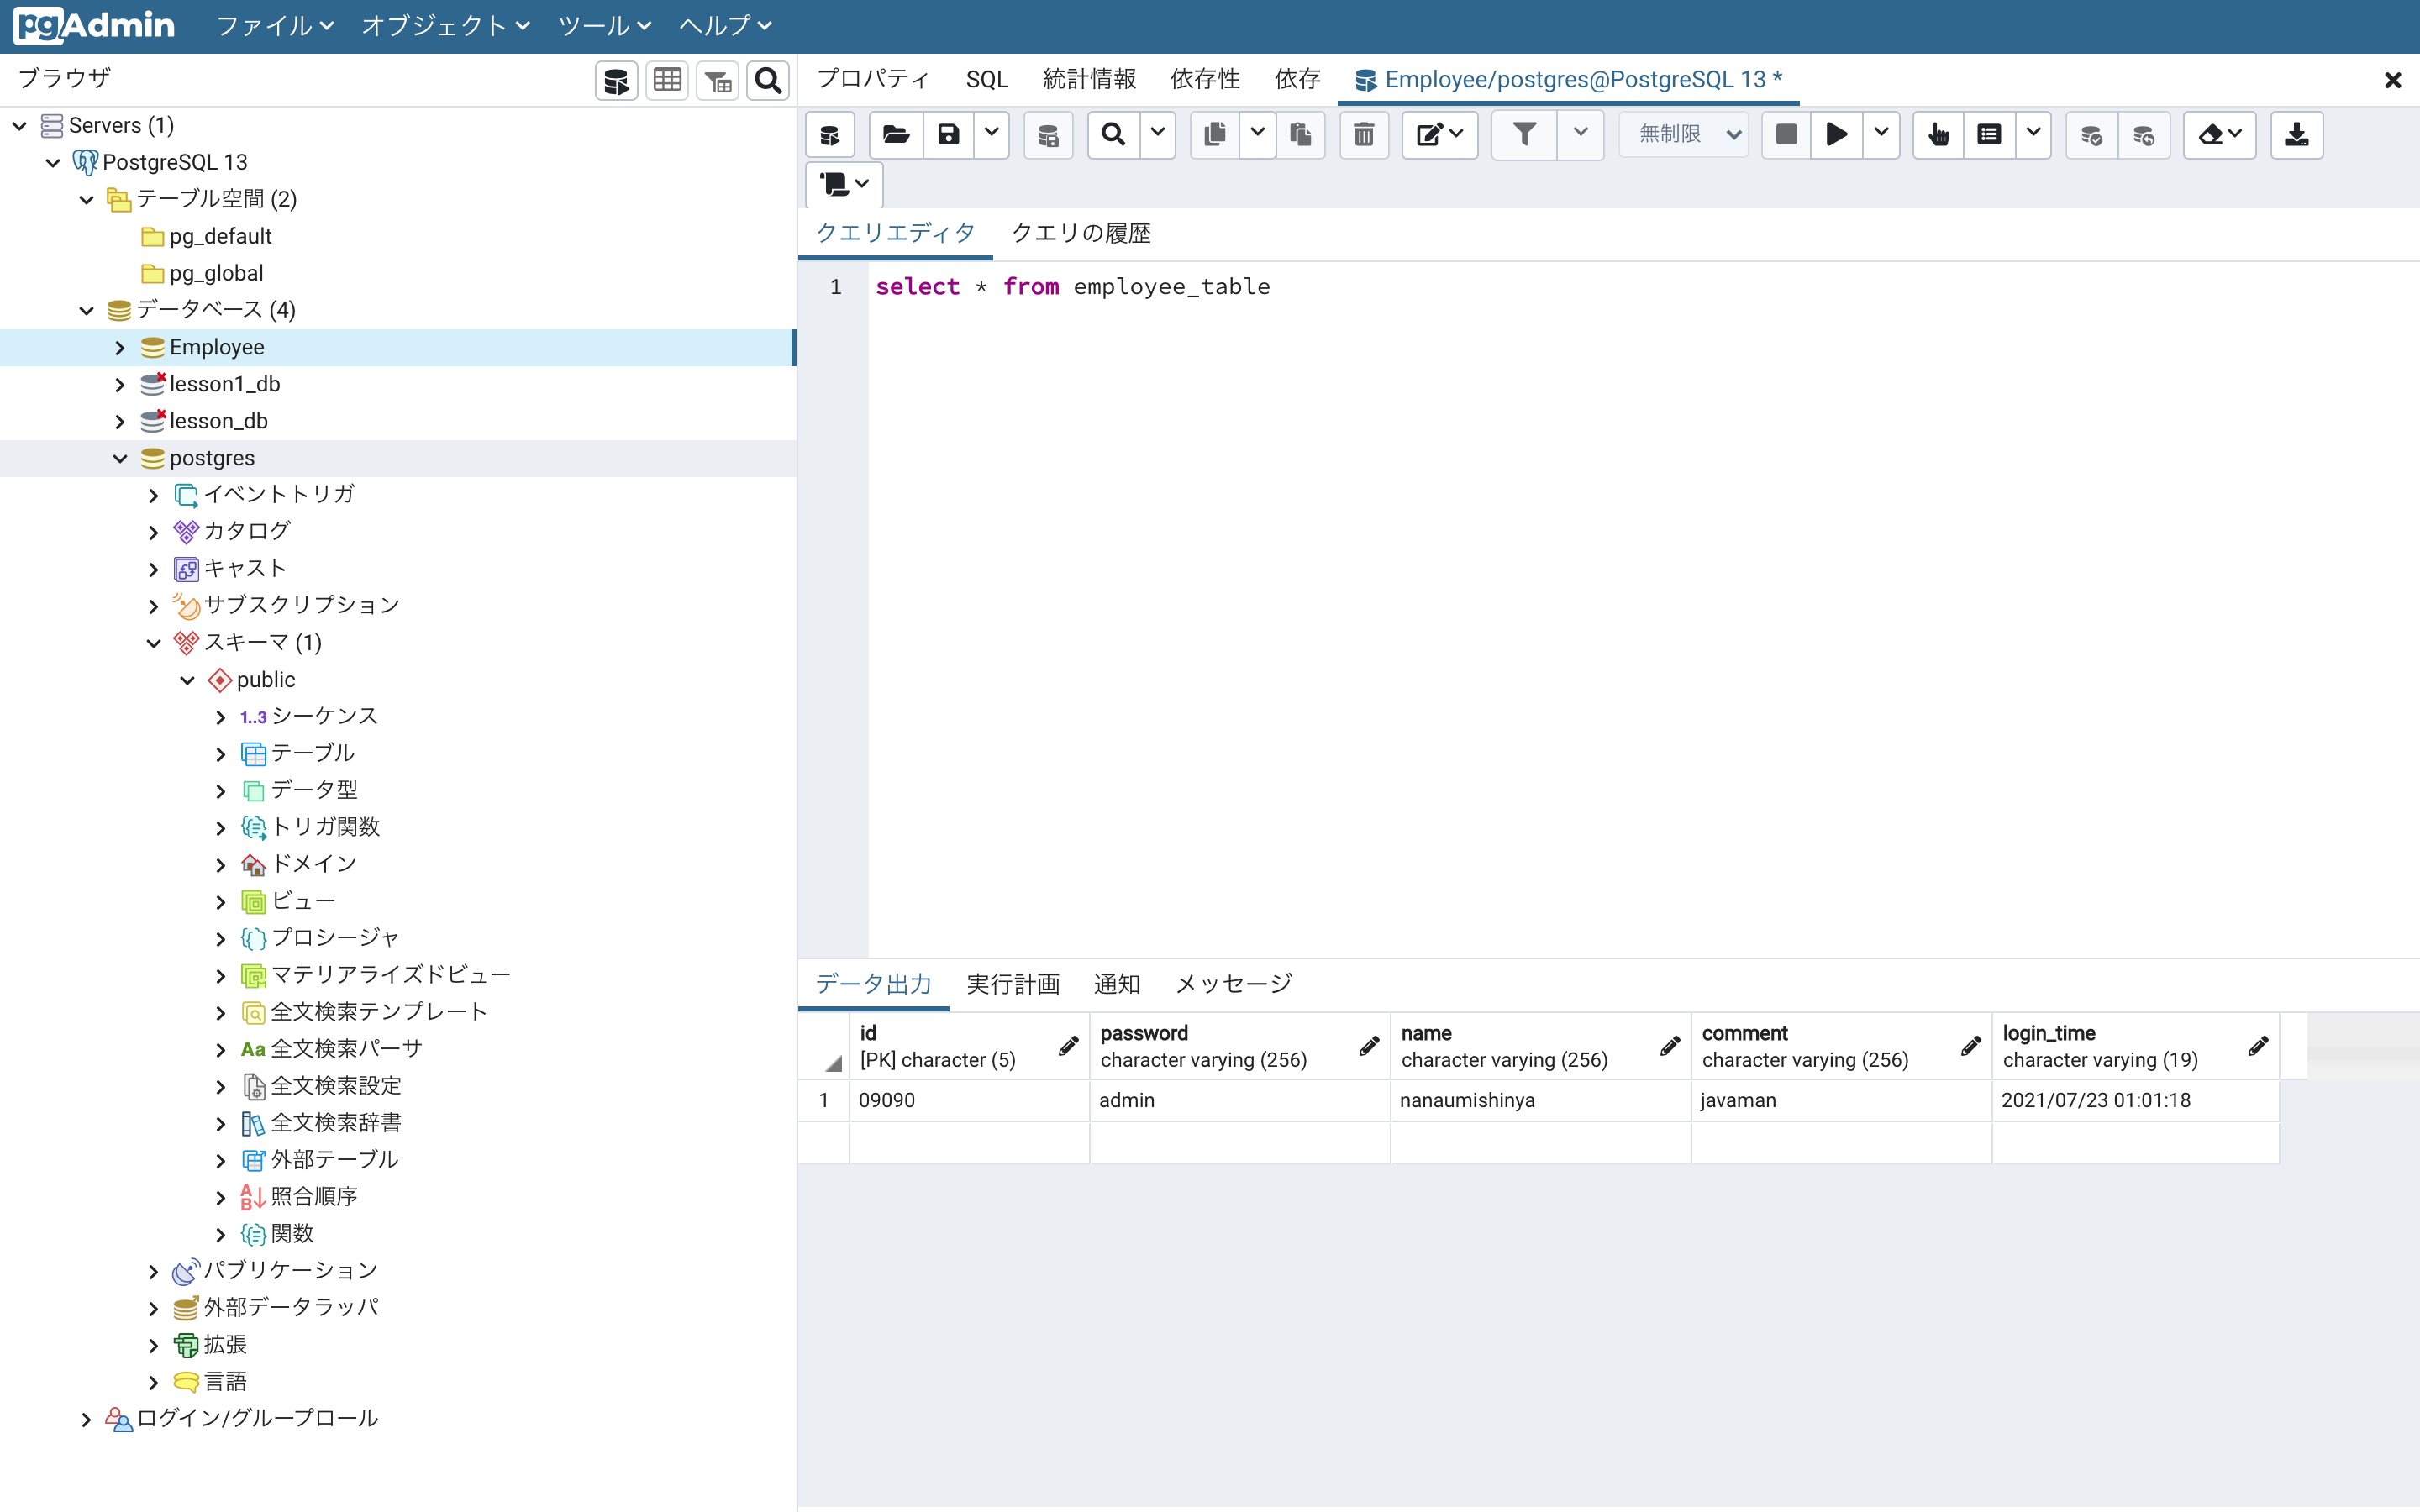 pgAdmin ファイル オブジェクト ツール ヘルプ
ブラウザ
Servers (1)
PostgreSQL 13
テーブル空間 (2)
pg_default
pg_global
データベース (4)
Employee
lesson1_db
lesson_db
postgres
イベントトリガ
カタログ
キャスト
サブスクリプション
スキーマ (1)
public
1..3 シーケンス
テーブル
データ型
トリガ関数
ドメイン
ビュー
プロシージャ
マテリアライズドビュー
全文検索テンプレート
Aa 全文検索パーサ
全文検索設定
全文検索辞書
外部テーブル
照合順序
関数
パブリケーション
外部データラッパ
拡張
言語
ログイン/グループロール
プロパティ SQL 統計情報 依存性 依存 Employee/postgres@PostgreSQL 13 *
無制限
クエリエディタ クエリの履歴
1 select * from employee_table
データ出力 実行計画 通知 メッセージ
id password name comment login_time
[PK] character (5) character varying (256) character varying (256) character varying (256) character varying (19)
1 09090 admin nanaumishinya javaman 2021/07/23 01:01:18